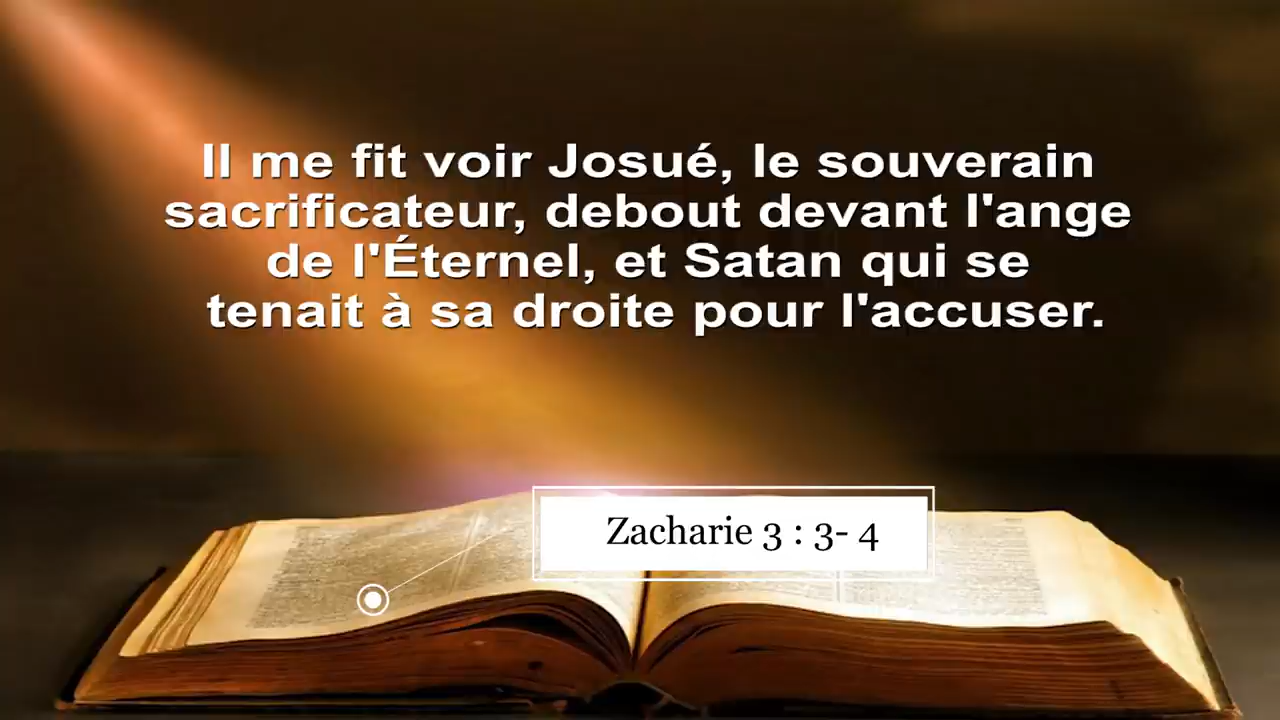 Il me fit voir Josué, le souverain
sacrificateur, debout devant l'ange
de l'Éternel, et Satan qui se
tenait à sa droite pour l'accuser.
Zacharie 3 : 3- 4